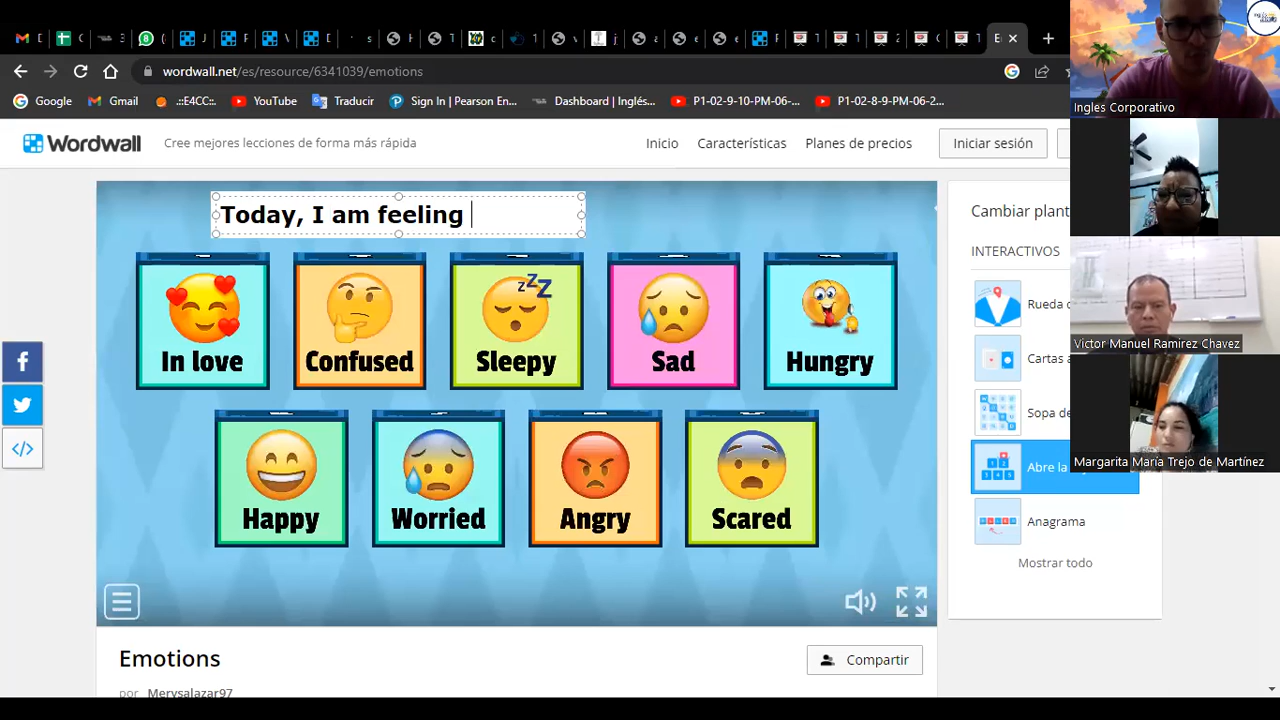 wordwall.net/es/resource/6341039/emotions
Google
Gmail
.::E4CC::.
YouTube
Traducir
Sign In | Pearson En...
Dashboard | Inglés...
P1-02-9-10-PM-06-...
P1-02-8-9-PM-06-2...
Ingles Corporativo
Wordwall
Cree mejores lecciones de forma más rápida
Inicio
Características
Planes de precios
Iniciar sesión
Today, I am feeling
Cambiar plant
INTERACTIVOS
In love
Confused
Sleepy
Sad
Hungry
Rueda
Cartas
Sopa de
Abre la
Anagrama
Mostrar todo
Victor Manuel Ramirez Chavez
Margarita María Trejo de Martínez
Happy
Worried
Angry
Scared
Emotions
Compartir
por Merysalazar97